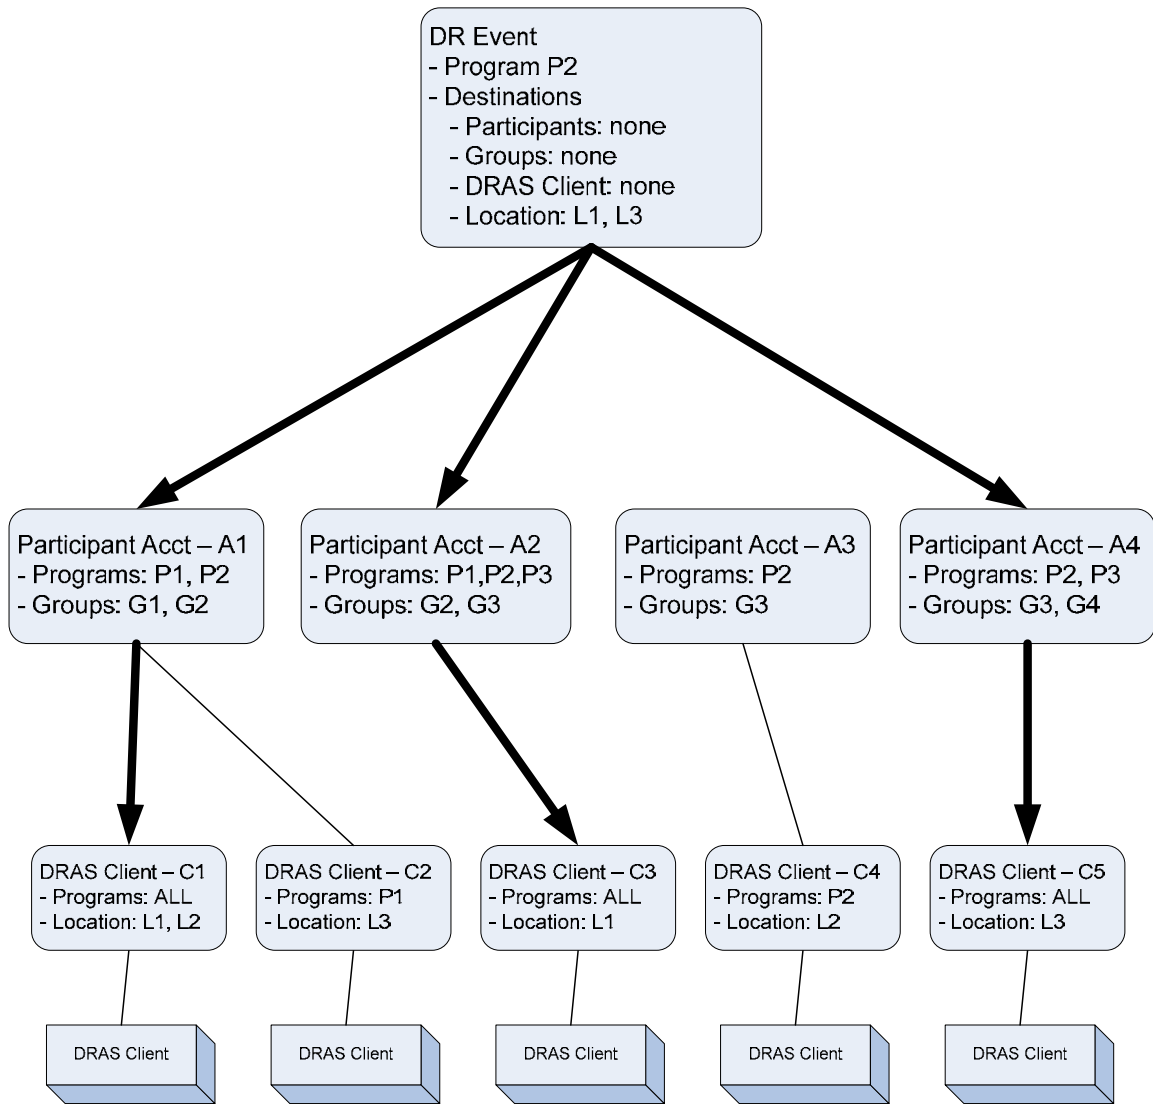 DR Event
- Program P2
- Destinations
- Participants: none
- Groups: none
- DRAS Client: none
- Location: L1, L3
Participant Acct – A1
- Programs: P1, P2
- Groups: G1, G2
Participant Acct – A2
- Programs: P1,P2,P3
- Groups: G2, G3
Participant Acct – A3
- Programs: P2
- Groups: G3
Participant Acct – A4
- Programs: P2, P3
- Groups: G3, G4
DRAS Client – C1
- Programs: ALL
- Location: L1, L2
DRAS Client – C2
- Programs: P1
- Location: L3
DRAS Client – C3
- Programs: ALL
- Location: L1
DRAS Client – C4
- Programs: P2
- Location: L2
DRAS Client – C5
- Programs: ALL
- Location: L3
DRAS Client
DRAS Client
DRAS Client
DRAS Client
DRAS Client